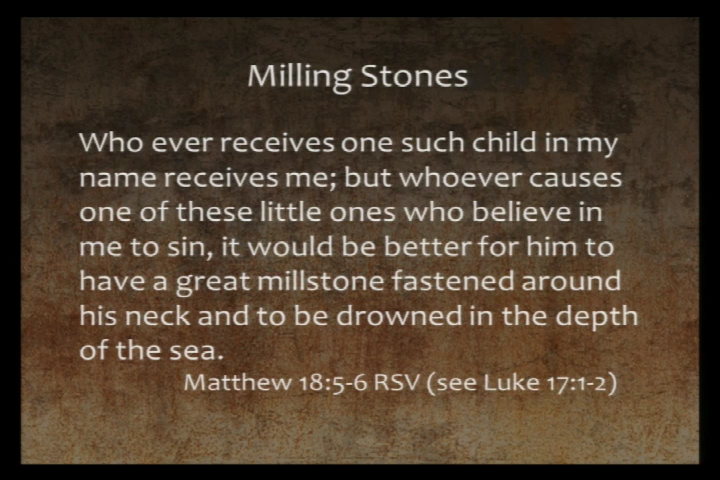 Milling Stones
Who ever receives one such child in my
name receives me; but whoever causes
one of these little ones who believe in
me to sin, it would be better for him to
have a great millstone fastened around
his neck and to be drowned in the depth
of the sea.
Matthew 18:5-6 RSV (see Luke 17:1-2)